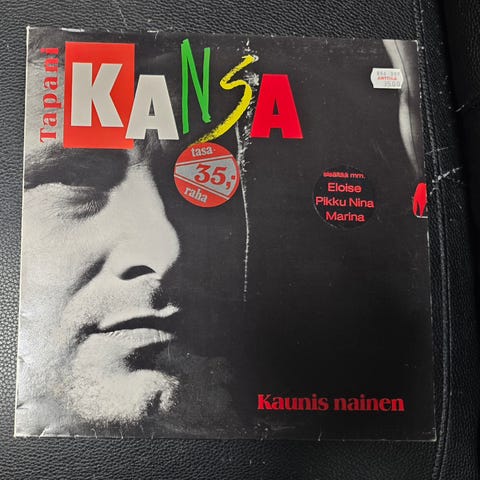 Tapani
KANSA
tasa-
35,-
raha
sisältää mm.
Eloise
Pikku Nina
Marina
Kaunis nainen